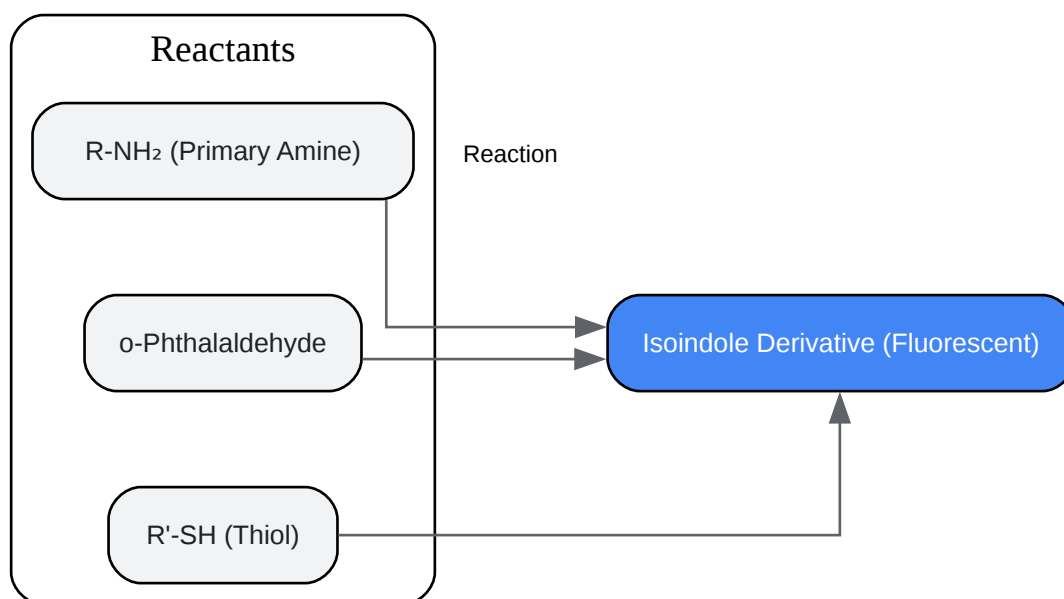 Reactants
R-NH₂ (Primary Amine)
Reaction
o-Phthalaldehyde
Isoindole Derivative (Fluorescent)
R'-SH (Thiol)